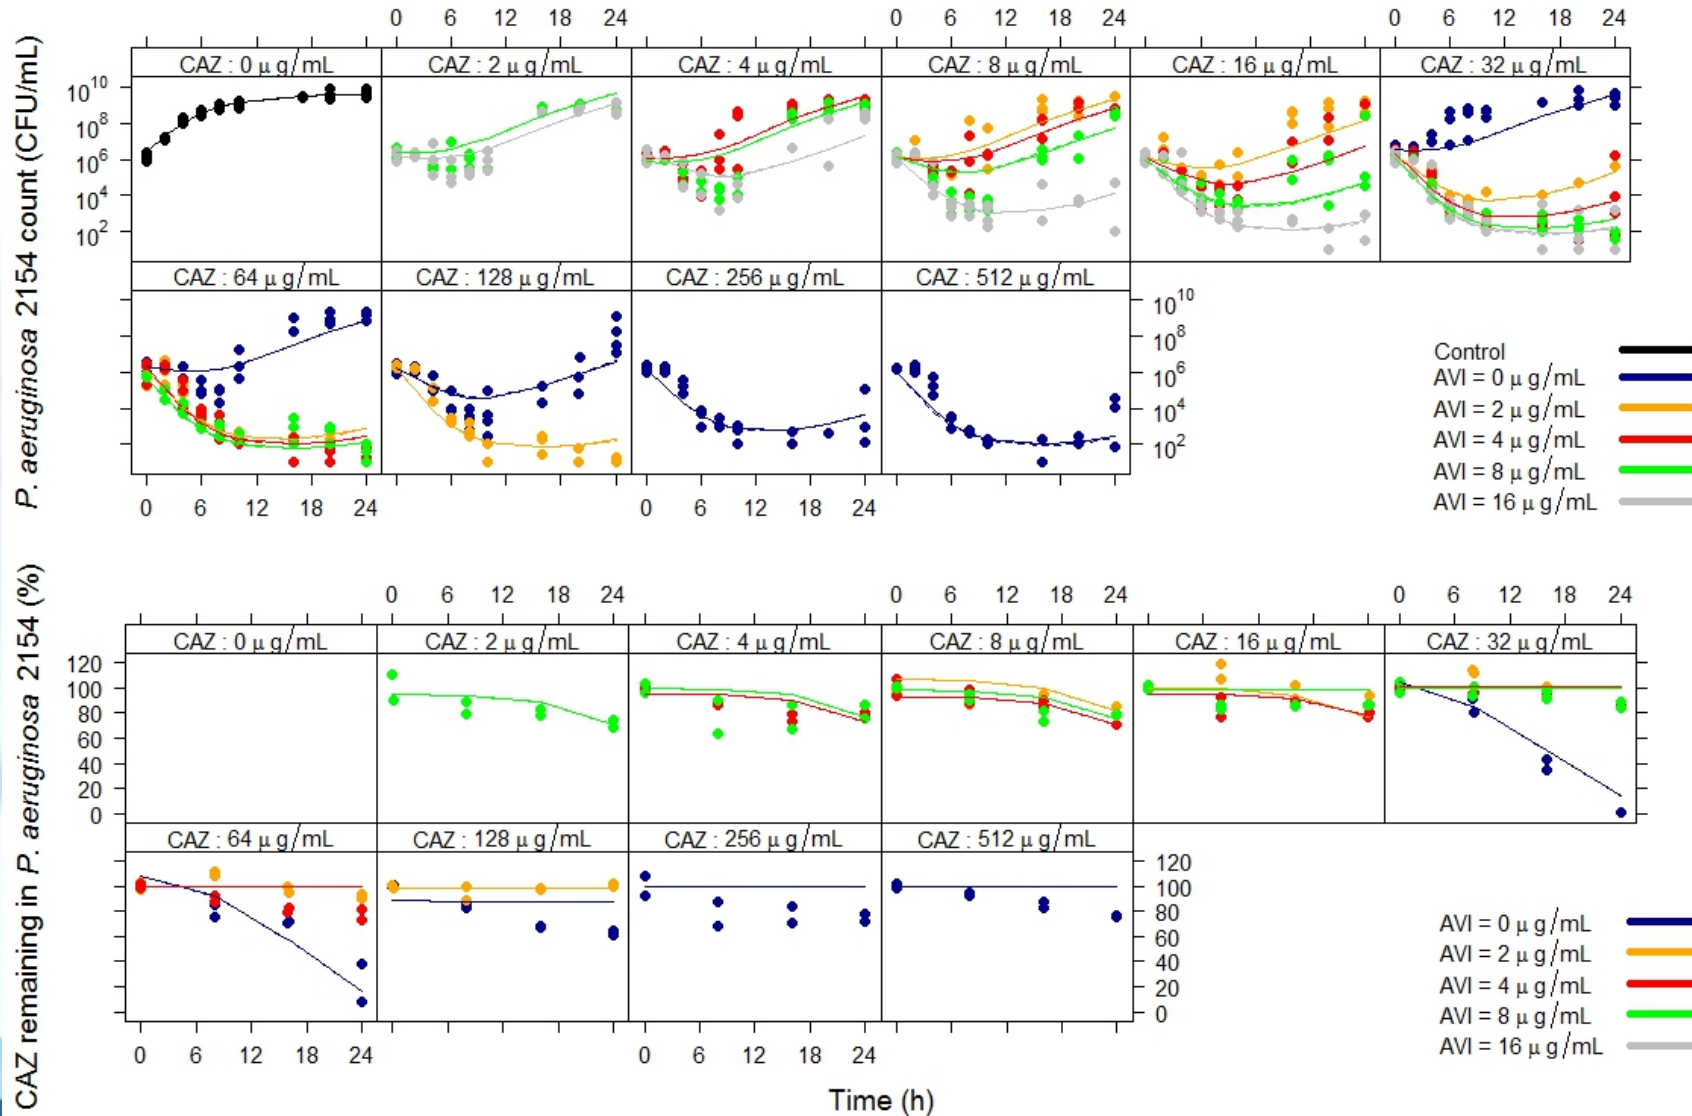 P. aeruginosa 2154 count (CFU/mL)
0 6 12 18 24 0 6 12 18 24 0 6 12 18 24
CAZ : 0 μ g/mL CAZ : 2 μ g/mL CAZ : 4 μ g/mL CAZ : 8 μ g/mL CAZ : 16 μ g/mL CAZ : 32 μ g/mL
10^10
10^8
10^6
10^4
10^2
CAZ : 64 μ g/mL CAZ : 128 μ g/mL CAZ : 256 μ g/mL CAZ : 512 μ g/mL
10^10
10^8
10^6
10^4
10^2
0 6 12 18 24 0 6 12 18 24
Control
AVI = 0 μ g/mL
AVI = 2 μ g/mL
AVI = 4 μ g/mL
AVI = 8 μ g/mL
AVI = 16 μ g/mL
CAZ remaining in P. aeruginosa 2154 (%)
0 6 12 18 24 0 6 12 18 24 0 6 12 18 24
CAZ : 0 μ g/mL CAZ : 2 μ g/mL CAZ : 4 μ g/mL CAZ : 8 μ g/mL CAZ : 16 μ g/mL CAZ : 32 μ g/mL
120
100
80
60
40
20
0
CAZ : 64 μ g/mL CAZ : 128 μ g/mL CAZ : 256 μ g/mL CAZ : 512 μ g/mL
120
100
80
60
40
20
0
0 6 12 18 24 0 6 12 18 24
AVI = 0 μ g/mL
AVI = 2 μ g/mL
AVI = 4 μ g/mL
AVI = 8 μ g/mL
AVI = 16 μ g/mL
Time (h)